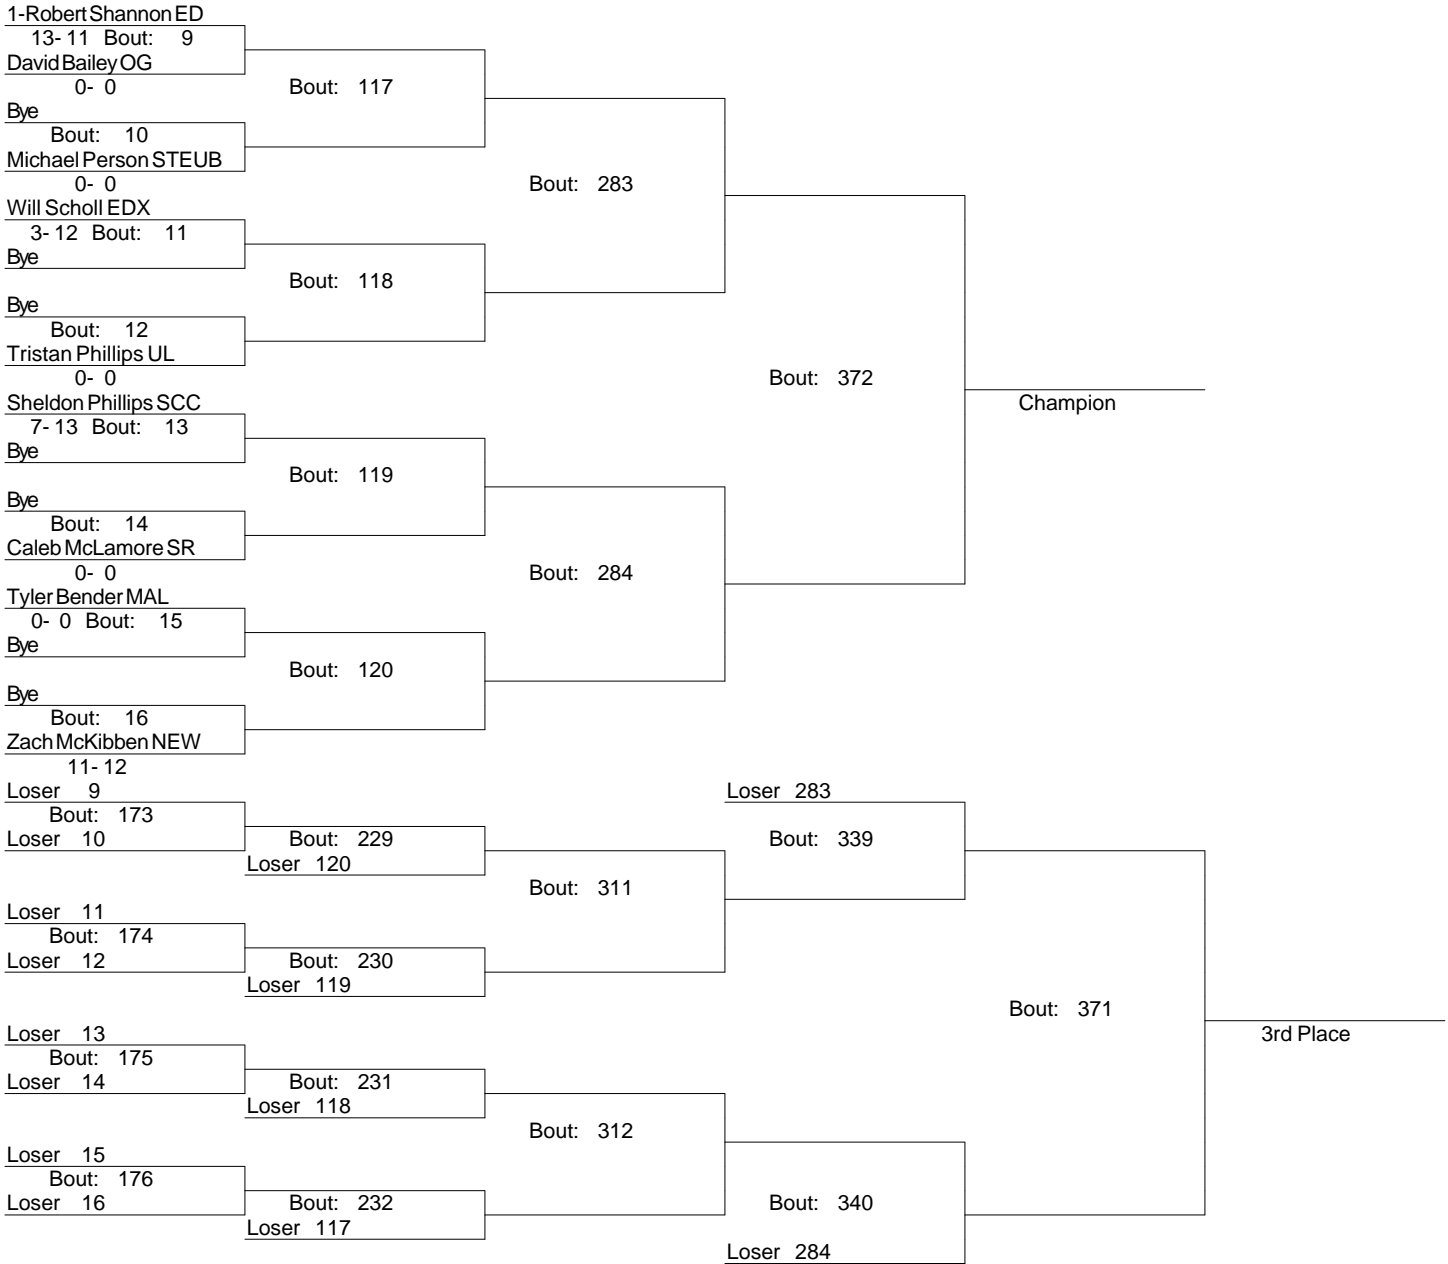 1-Robert Shannon ED
13- 11 Bout: 9
David Bailey OG
0- 0
Bout: 117
Bye
Bout: 10
Michael Person STEUB
0- 0
Bout: 283
Will Scholl EDX
3- 12 Bout: 11
Bye
Bout: 118
Bye
Bout: 12
Tristan Phillips UL
0- 0
Bout: 372
Sheldon Phillips SCC
Champion
7- 13 Bout: 13
Bye
Bout: 119
Bye
Bout: 14
Caleb McLamore SR
0- 0
Bout: 284
Tyler Bender MAL
0- 0 Bout: 15
Bye
Bout: 120
Bye
Bout: 16
Zach McKibben NEW
11- 12
Loser 9
Loser 283
Bout: 173
Loser 10
Bout: 229
Bout: 339
Loser 120
Bout: 311
Loser 11
Bout: 174
Loser 12
Bout: 230
Loser 119
Bout: 371
Loser 13
3rd Place
Bout: 175
Loser 14
Bout: 231
Loser 118
Bout: 312
Loser 15
Bout: 176
Loser 16
Bout: 232
Bout: 340
Loser 117
Loser 284